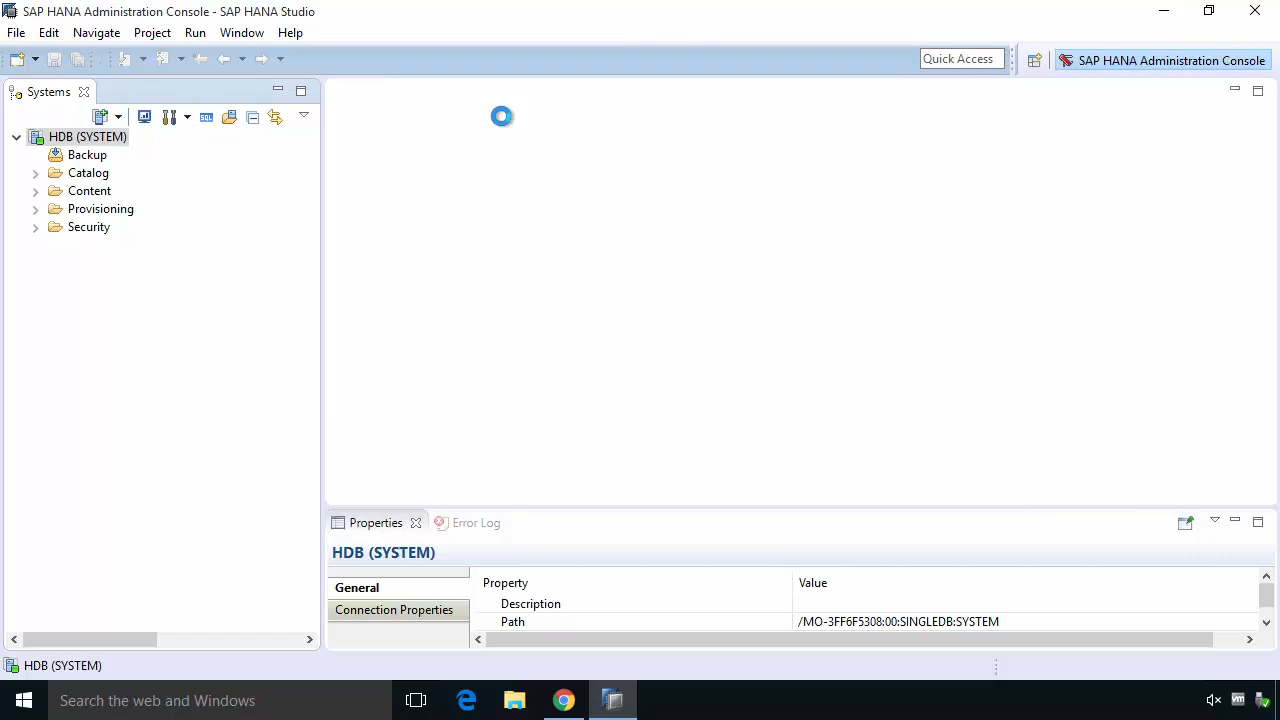 SAP HANA Administration Console - SAP HANA Studio
File Edit Navigate Project Run Window Help
Quick Access
SAP HANA Administration Console
Systems
SQL
HDB (SYSTEM)
Backup
Catalog
Content
Provisioning
Security
Properties Error Log
HDB (SYSTEM)
General
Connection Properties
Property Value
Description
Path /MO-3FF6F5308:00:SINGLEDB:SYSTEM
HDB (SYSTEM)
Search the web and Windows
vm